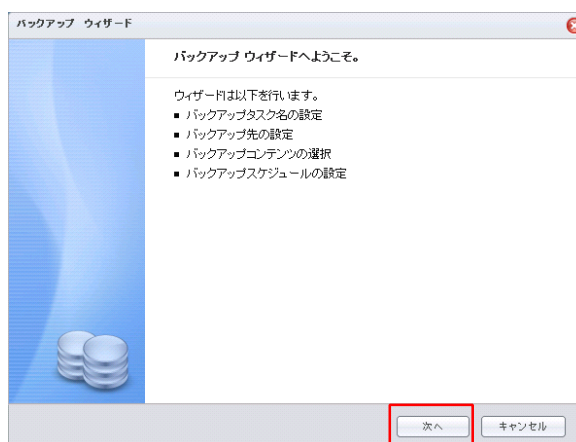 バックアップ ウィザード
バックアップ ウィザードへようこそ。
ウィザードは以下を行います。
■ バックアップタスク名の設定
■ バックアップ先の設定
■ バックアップコンテンツの選択
■ バックアップスケジュールの設定
次へ
キャンセル